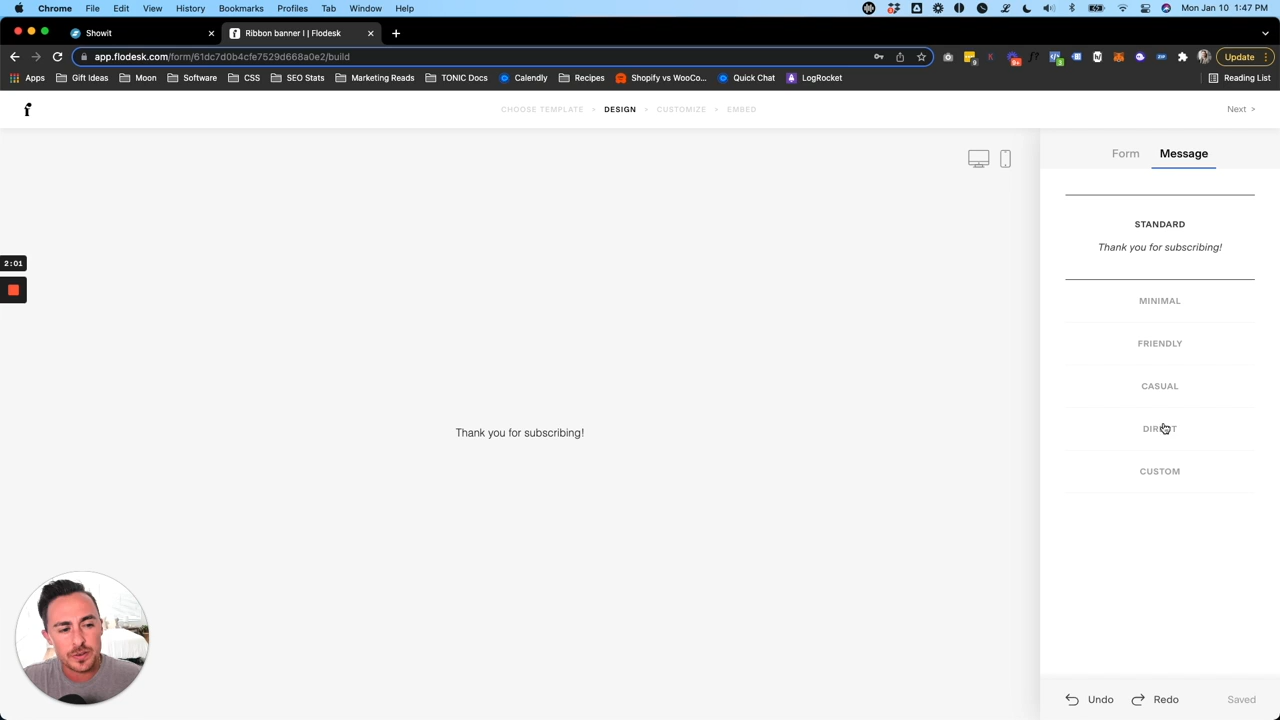 Chrome File Edit View History Bookmarks Profiles Tab Window Help Mon Jan 10 1:47 PM
Showit Ribbon banner I | Flodesk
app.flodesk.com/form/61dc7d0b4cfe7529d668a0e2/build Update
Apps Gift Ideas Moon Software CSS SEO Stats Marketing Reads TONIC Docs Calendly Recipes Shopify vs WooCo... Quick Chat LogRocket Reading List
CHOOSE TEMPLATE > DESIGN > CUSTOMIZE > EMBED Next >
Form Message
STANDARD
Thank you for subscribing!
2:01
MINIMAL
FRIENDLY
CASUAL
Thank you for subscribing!
CUSTOM
Undo Redo Saved